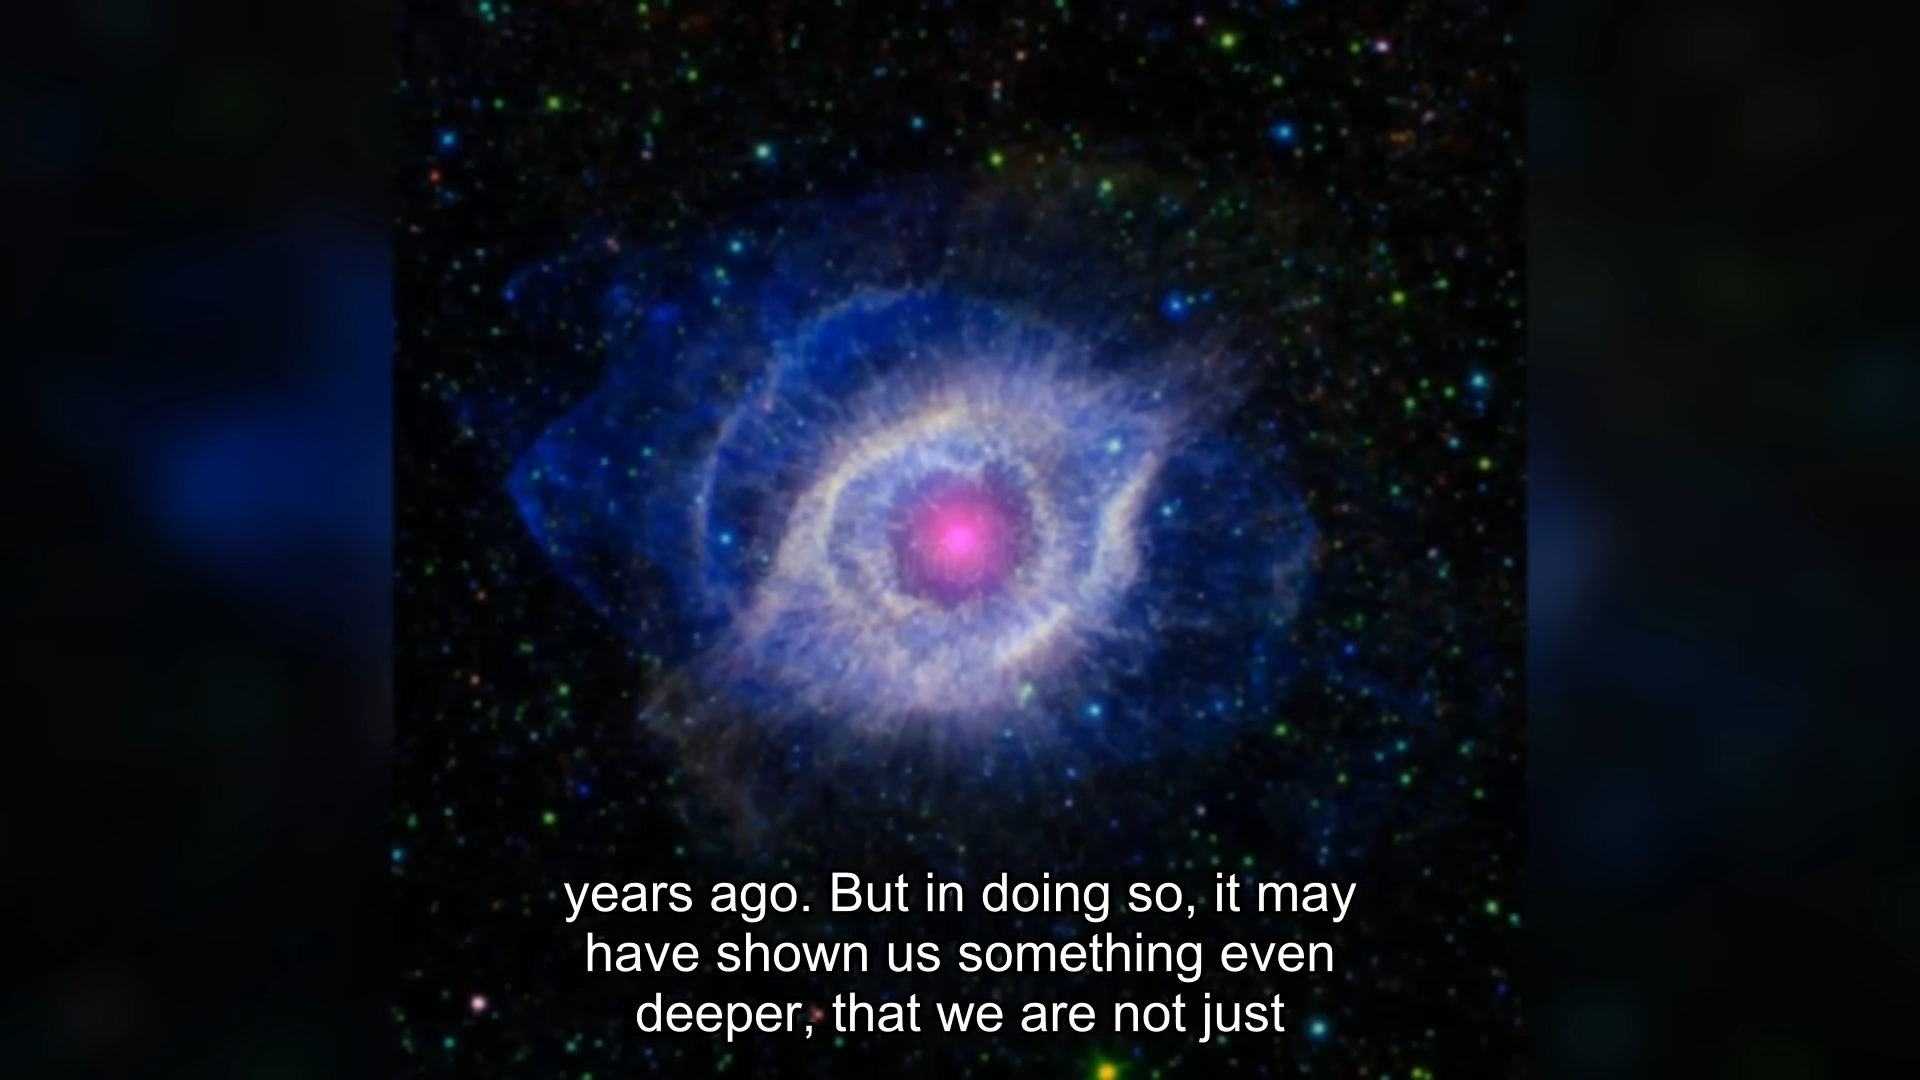 years ago. But in doing so, it may
have shown us something even
deeper, that we are not just